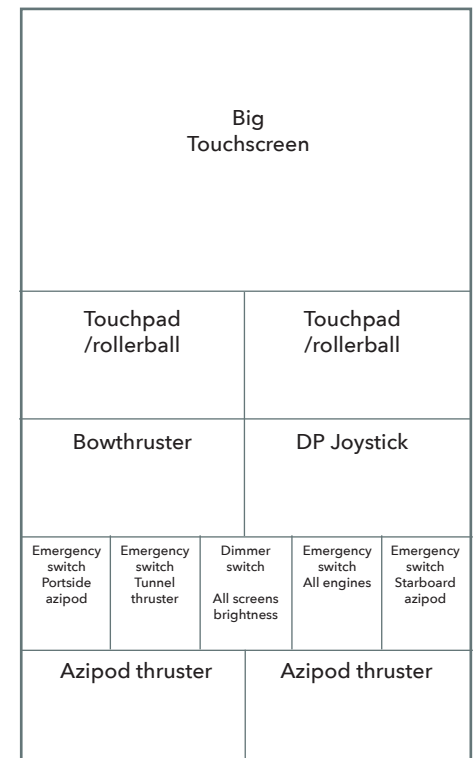 Big
Touchscreen
Touchpad
/rollerball
Touchpad
/rollerball
Bowthruster
DP Joystick
Emergency
switch
Portside
azipod
Emergency
switch
Tunnel
thruster
Dimmer
switch
All screens
brightness
Emergency
switch
All engines
Emergency
switch
Starboard
azipod
Azipod thruster
Azipod thruster